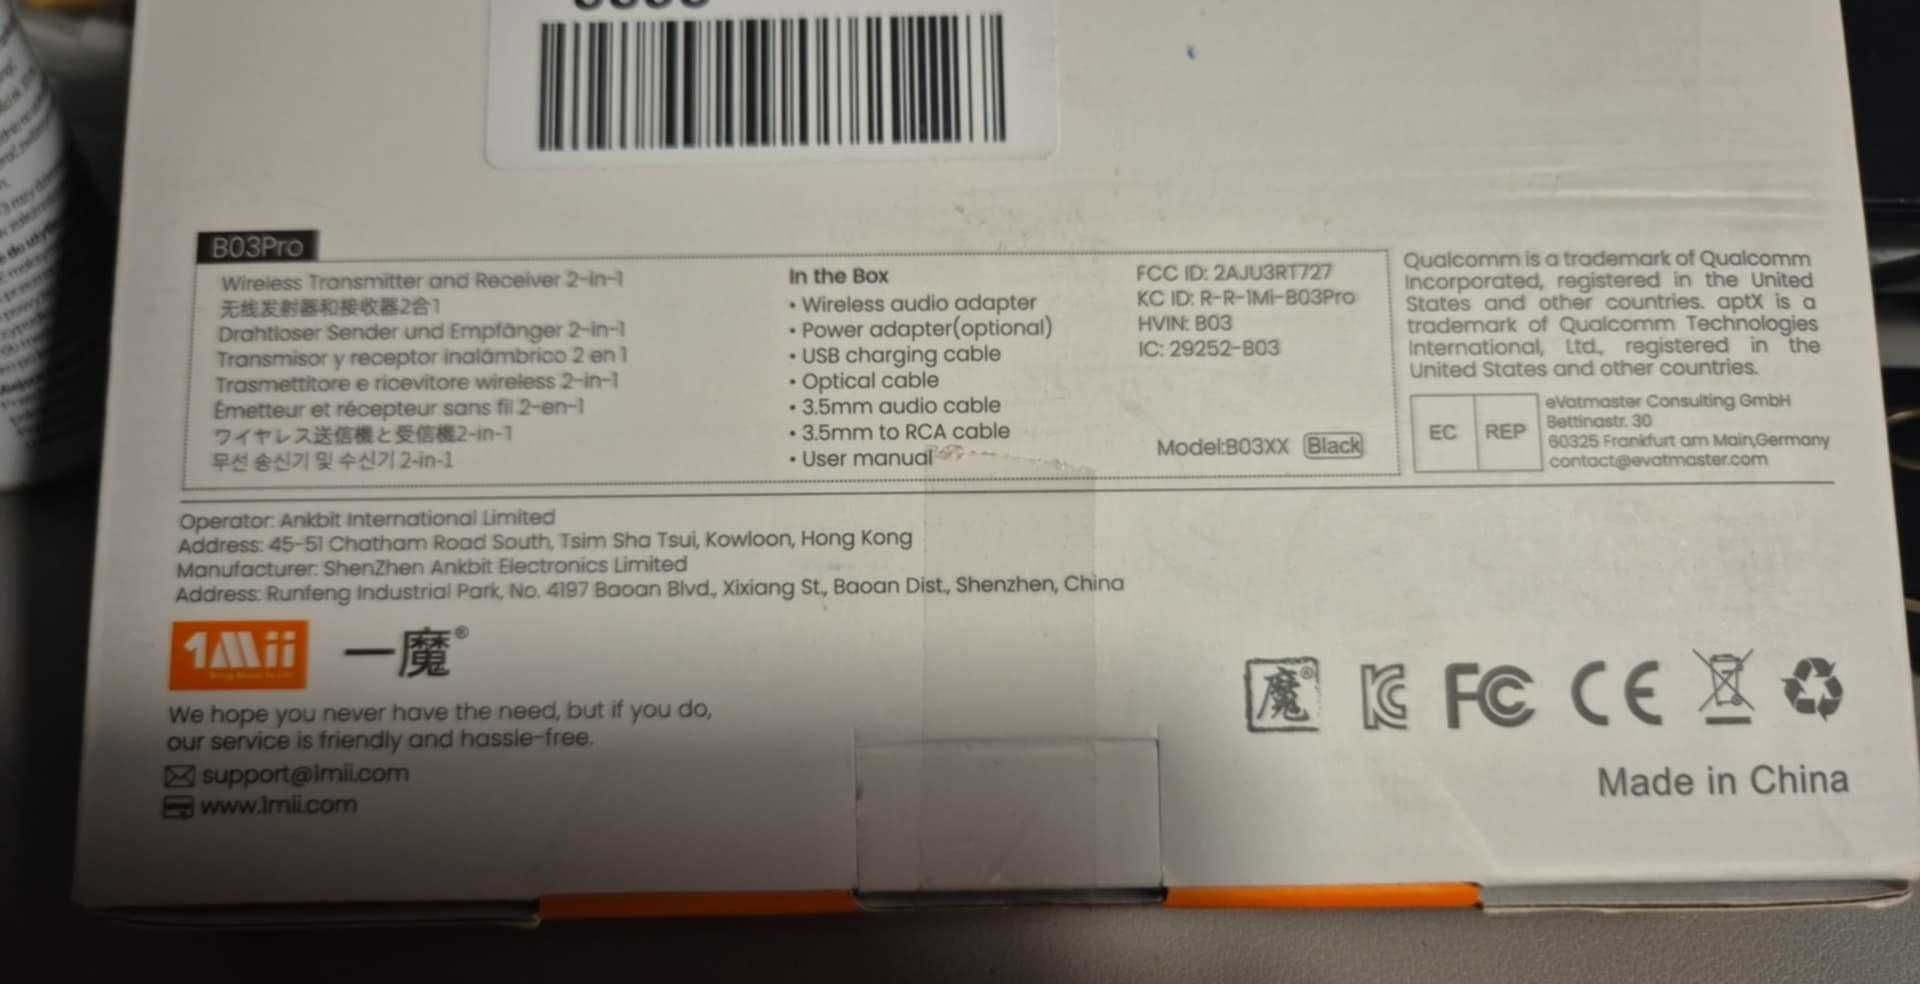 B03Pro
Wireless Transmitter and Receiver 2-in-1
无线发射器和接收器2合1
Drahtloser Sender und Empfänger 2-in-1
Transmisor y receptor inalámbrico 2 en 1
Trasmettitore e ricevitore wireless 2-in-1
Émetteur et récepteur sans fil 2-en-1
ワイヤレス送信機と受信機2-in-1
무선 송신기 및 수신기 2-in-1
In the Box
• Wireless audio adapter
• Power adapter(optional)
• USB charging cable
• Optical cable
• 3.5mm audio cable
• 3.5mm to RCA cable
• User manual
FCC ID: 2AJU3RT727
KC ID: R-R-1Mi-B03Pro
HVIN: B03
IC: 29252-B03
Model:B03XX Black
Qualcomm is a trademark of Qualcomm
Incorporated, registered in the United
States and other countries. aptX is a
trademark of Qualcomm Technologies
International, Ltd., registered in the
United States and other countries.
EC REP
eVatmaster Consulting GmbH
Bettinastr. 30
60325 Frankfurt am Main,Germany
contact@evatmaster.com
Operator: Ankbit International Limited
Address: 45-51 Chatham Road South, Tsim Sha Tsui, Kowloon, Hong Kong
Manufacturer: ShenZhen Ankbit Electronics Limited
Address: Runfeng Industrial Park, No. 4197 Baoan Blvd., Xixiang St., Baoan Dist., Shenzhen, China
1Mii 一魔®
We hope you never have the need, but if you do,
our service is friendly and hassle-free.
support@1mii.com
www.1mii.com
魔® KC FC CE
Made in China